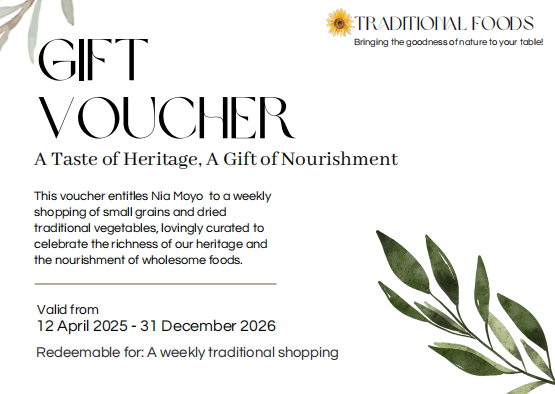 TRADITIONAL FOODS
Bringing the goodness of nature to your table!
GIFT
VOUCHER
A Taste of Heritage, A Gift of Nourishment
This voucher entitles Nia Moyo to a weekly
shopping of small grains and dried
traditional vegetables, lovingly curated to
celebrate the richness of our heritage and
the nourishment of wholesome foods.
Valid from
12 April 2025 - 31 December 2026
Redeemable for: A weekly traditional shopping